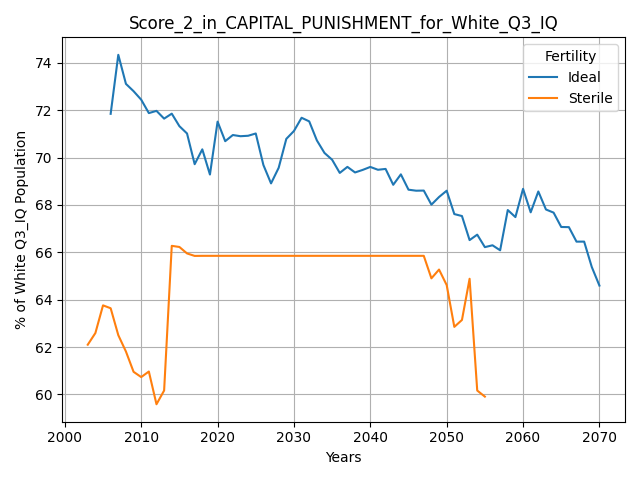 Score_2_in_CAPITAL_PUNISHMENT_for_White_Q3_IQ
Fertility
Ideal
Sterile
% of White Q3_IQ Population
74
72
70
68
66
64
62
60
2000 2010 2020 2030 2040 2050 2060 2070
Years